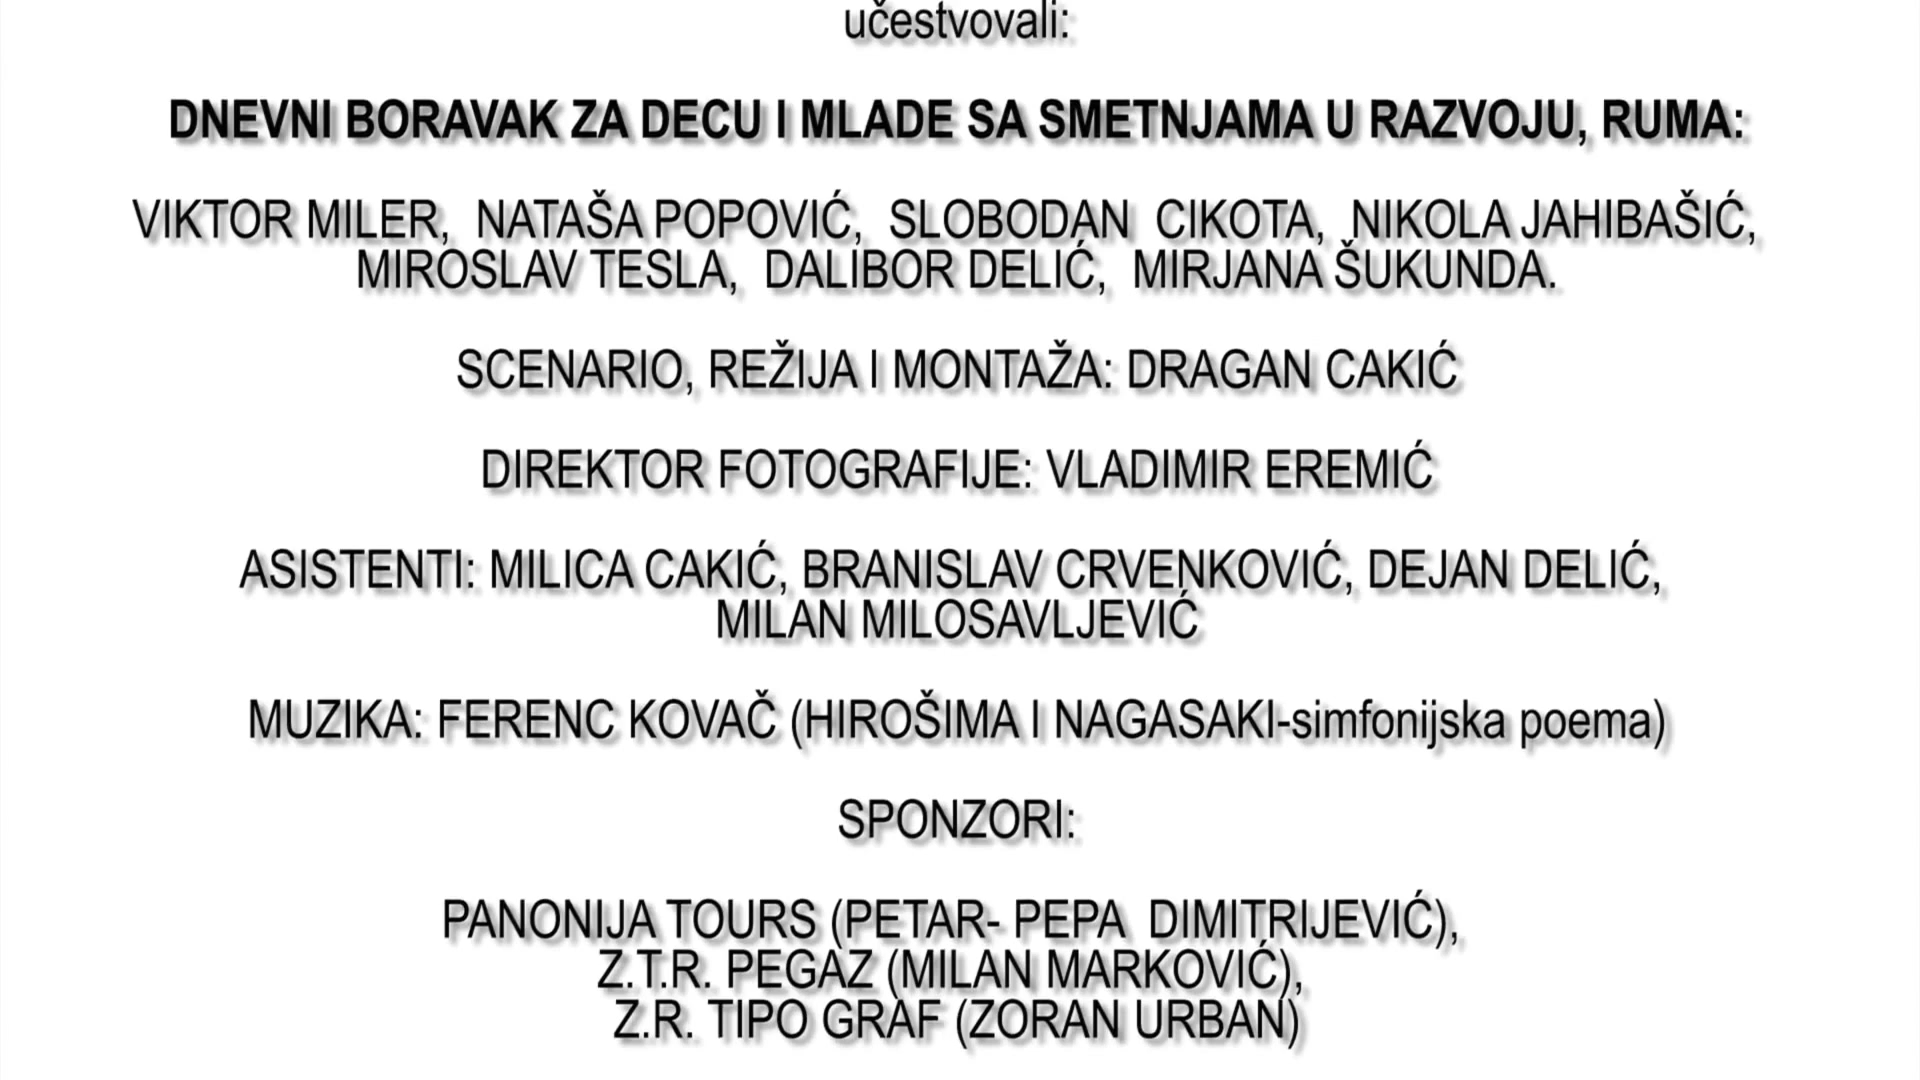 učestvovali:
DNEVNI BORAVAK ZA DECU I MLADE SA SMETNJAMA U RAZVOJU, RUMA:
VIKTOR MILER, NATAŠA POPOVIĆ, SLOBODAN CIKOTA, NIKOLA JAHIBAŠIĆ,
MIROSLAV TESLA, DALIBOR DELIĆ, MIRJANA ŠUKUNDA.
SCENARIO, REŽIJA I MONTAŽA: DRAGAN CAKIĆ
DIREKTOR FOTOGRAFIJE: VLADIMIR EREMIĆ
ASISTENTI: MILICA CAKIĆ, BRANISLAV CRVENKOVIĆ, DEJAN DELIĆ,
MILAN MILOSAVLJEVIĆ
MUZIKA: FERENC KOVAČ (HIROŠIMA I NAGASAKI-simfonijska poema)
SPONZORI:
PANONIJA TOURS (PETAR- PEPA DIMITRIJEVIĆ),
Z.T.R. PEGAZ (MILAN MARKOVIĆ),
Z.R. TIPO GRAF (ZORAN URBAN)